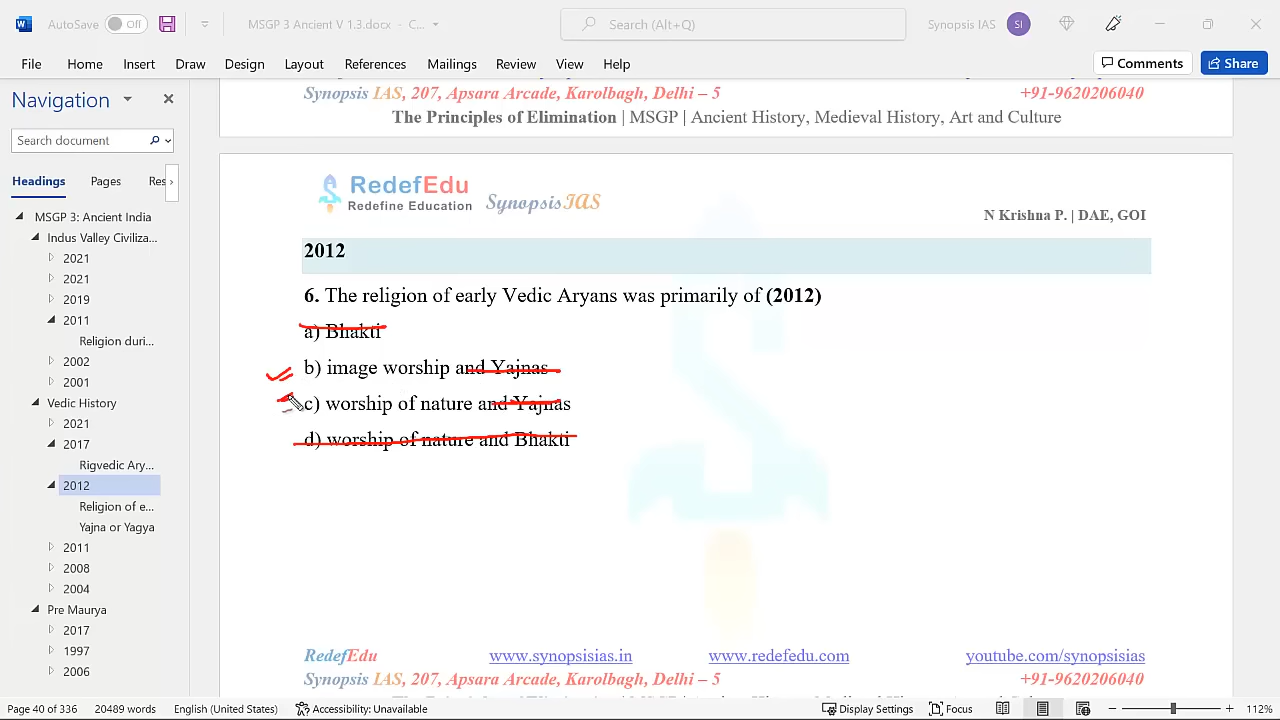 AutoSave Off MSGP 3 Ancient V 1.3.docx - C... Search (Alt+Q) Synopsis IAS SI
File Home Insert Draw Design Layout References Mailings Review View Help Comments Share
Navigation
Search document
Headings Pages Res
MSGP 3: Ancient India
Indus Valley Civiliza...
2021
2021
2019
2011
Religion duri...
2002
2001
Vedic History
2021
2017
Rigvedic Ary...
2012
Religion of e...
Yajna or Yagya
2011
2008
2004
Pre Maurya
2017
1997
2006
Synopsis IAS, 207, Apsara Arcade, Karolbagh, Delhi – 5 +91-9620206040
The Principles of Elimination | MSGP | Ancient History, Medieval History, Art and Culture
RedefEdu
Redefine Education
SynopsisIAS
N Krishna P. | DAE, GOI
2012
6. The religion of early Vedic Aryans was primarily of (2012)
a) Bhakti
b) image worship and Yajnas
c) worship of nature and Yajnas
d) worship of nature and Bhakti
RedefEdu www.synopsisias.in www.redefedu.com youtube.com/synopsisias
Synopsis IAS, 207, Apsara Arcade, Karolbagh, Delhi – 5 +91-9620206040
Page 40 of 336 20489 words English (United States) Accessibility: Unavailable Display Settings Focus 112%